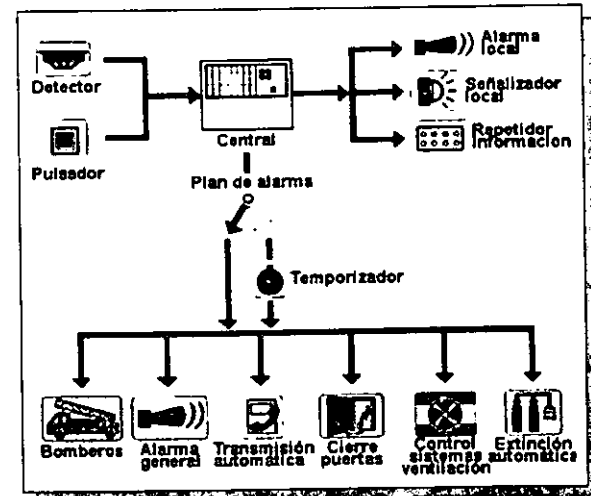 Detector
Pulsador
Central
Alarma
local
Señalizador
local
Repetidor
informacion
Plan de alarma
Temporizador
Bomberos
Alarma
general
Transmisión
automática
Cierre
puertas
Control
sistemas
ventilación
Extinción
automática